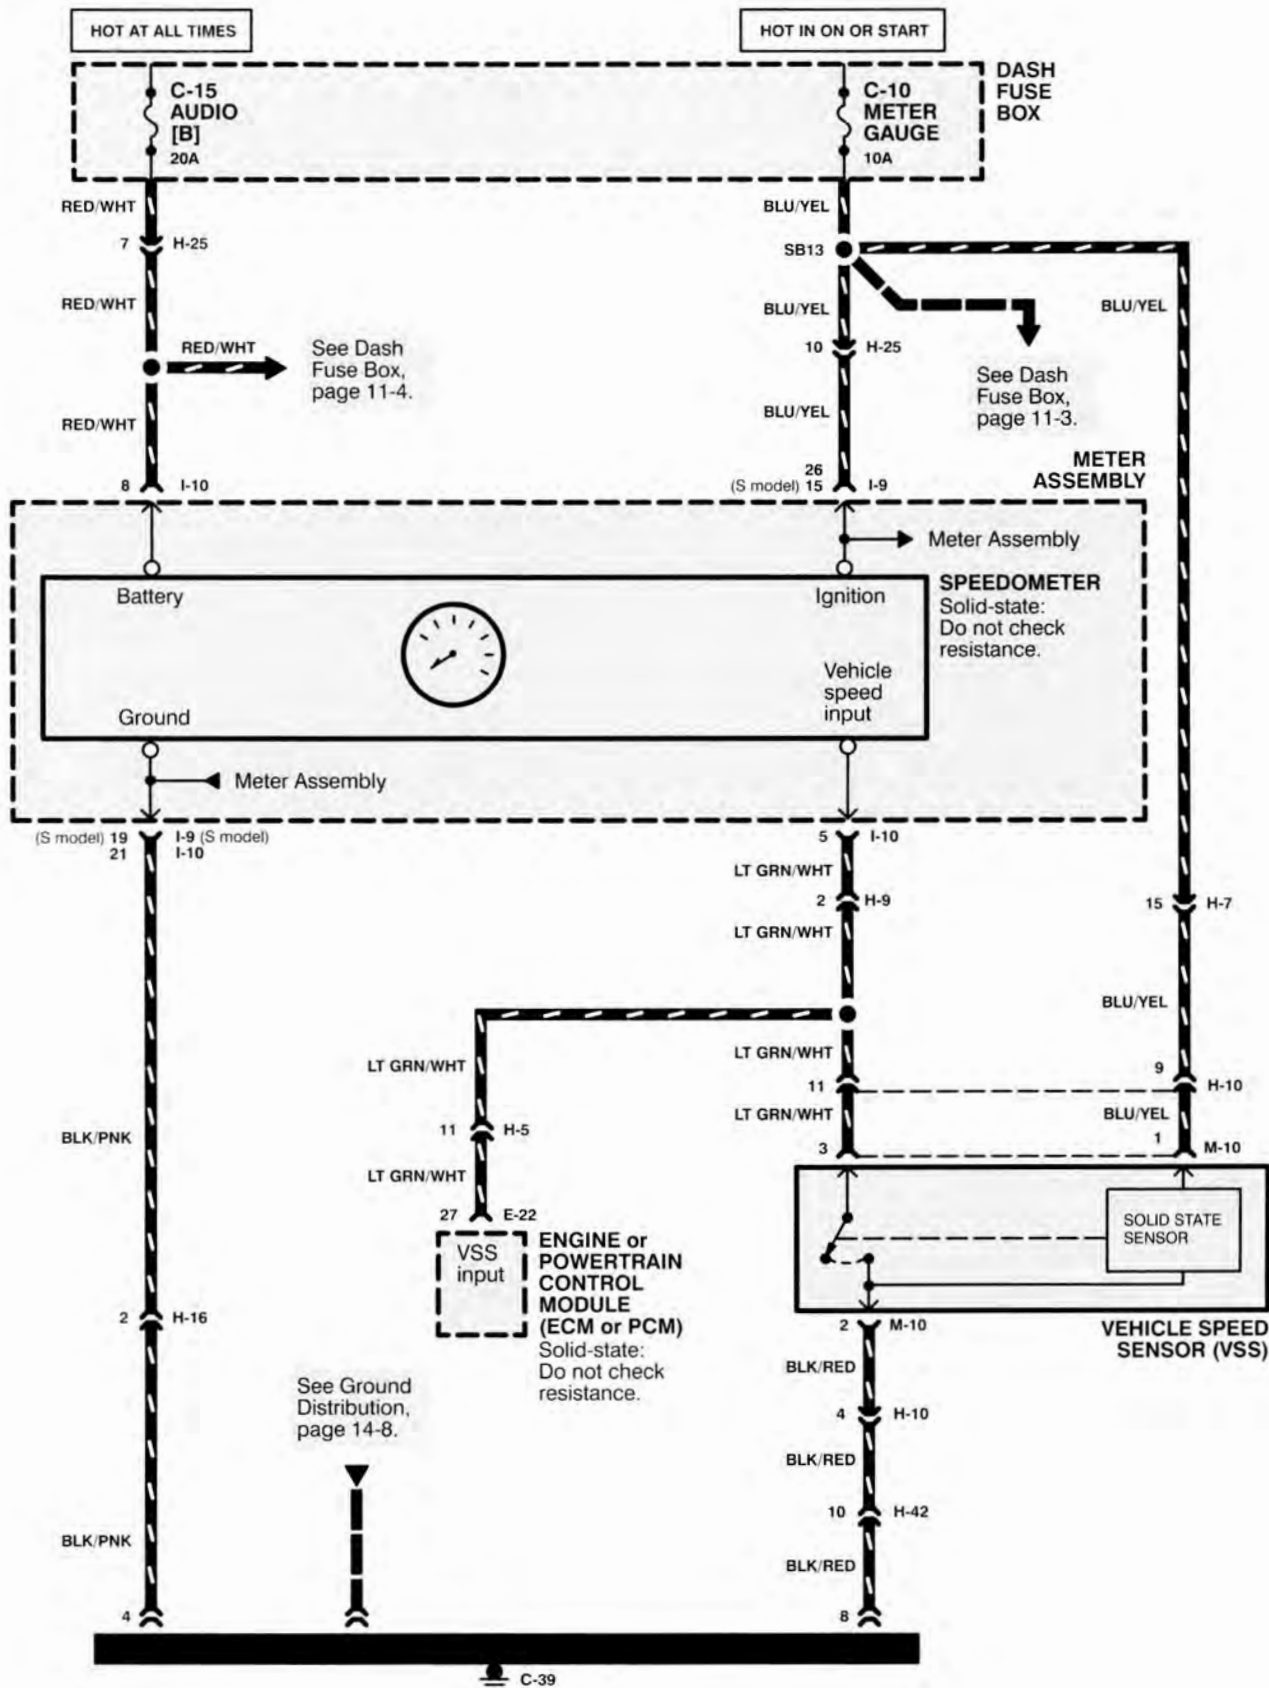 HOT AT ALL TIMES
HOT IN ON OR START
C-15
AUDIO
[B]
20A
C-10
METER
GAUGE
10A
DASH
FUSE
BOX
RED/WHT
BLU/YEL
7 H-25
SB13
RED/WHT
BLU/YEL
BLU/YEL
RED/WHT
See Dash
Fuse Box,
page 11-4.
10 H-25
See Dash
Fuse Box,
page 11-3.
RED/WHT
BLU/YEL
METER
ASSEMBLY
8 I-10
26
(S model) 15 I-9
Meter Assembly
Battery
Ignition
SPEEDOMETER
Solid-state:
Do not check
resistance.
Vehicle
speed
input
Ground
Meter Assembly
(S model) 19 I-9 (S model)
21 I-10
5 I-10
LT GRN/WHT
2 H-9
15 H-7
LT GRN/WHT
BLU/YEL
LT GRN/WHT
LT GRN/WHT
9
11
H-10
LT GRN/WHT
BLU/YEL
11 H-5
BLK/PNK
3
1 M-10
LT GRN/WHT
27 E-22
VSS
input
ENGINE or
POWERTRAIN
CONTROL
MODULE
(ECM or PCM)
Solid-state:
Do not check
resistance.
SOLID STATE
SENSOR
2 H-16
2 M-10
VEHICLE SPEED
SENSOR (VSS)
BLK/RED
See Ground
Distribution,
page 14-8.
4 H-10
BLK/RED
10 H-42
BLK/PNK
BLK/RED
4
8
C-39